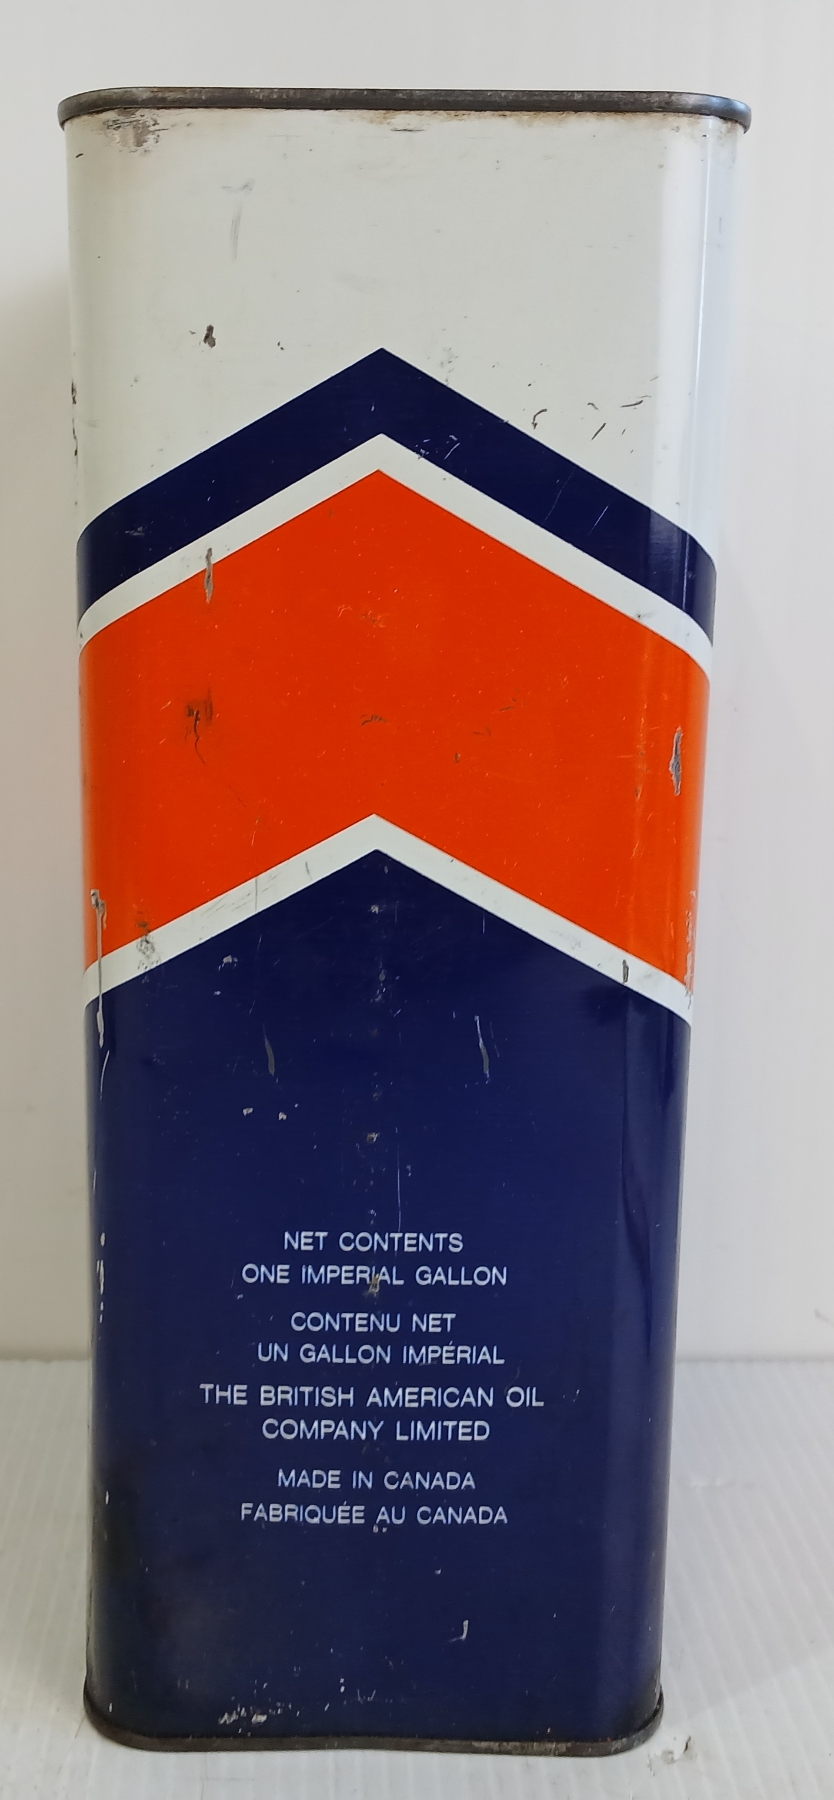 NET CONTENTS
ONE IMPERIAL GALLON
CONTENU NET
UN GALLON IMPÉRIAL
THE BRITISH AMERICAN OIL
COMPANY LIMITED
MADE IN CANADA
FABRIQUÉE AU CANADA